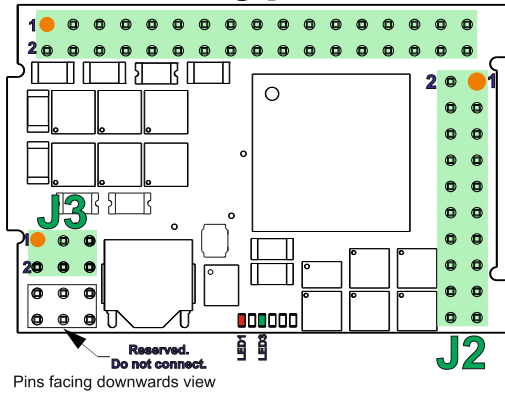 1
2
2
1
J3
1
2
LED1
LED3
Reserved.
Do not connect.
J2
Pins facing downwards view